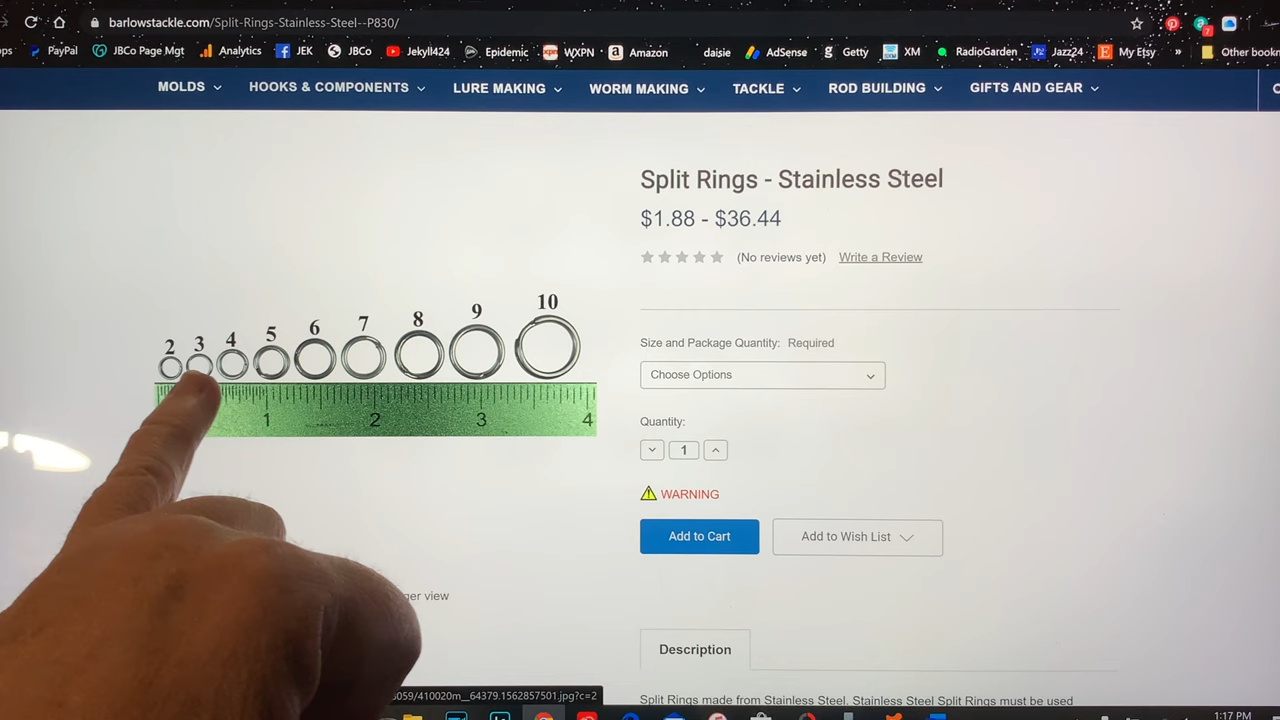 barlowstackle.com/Split-Rings-Stainless-Steel--P830/
PayPal JBCo Page Mgt Analytics JEK JBCo Jekyll424 Epidemic WXPN Amazon daisie AdSense Getty XM RadioGarden Jazz24 My Etsy » Other
MOLDS HOOKS & COMPONENTS LURE MAKING WORM MAKING TACKLE ROD BUILDING GIFTS AND GEAR
Split Rings - Stainless Steel
$1.88 - $36.44
(No reviews yet) Write a Review
2 3 4 5 6 7 8 9 10
1 2 3 4
Size and Package Quantity: Required
Choose Options
Quantity:
1
WARNING
Add to Cart Add to Wish List
ger view
Description
Split Rings made from Stainless Steel. Stainless Steel Split Rings must be used
6059/410020m__64379.1562857501.jpg?c=2
1:17 PM